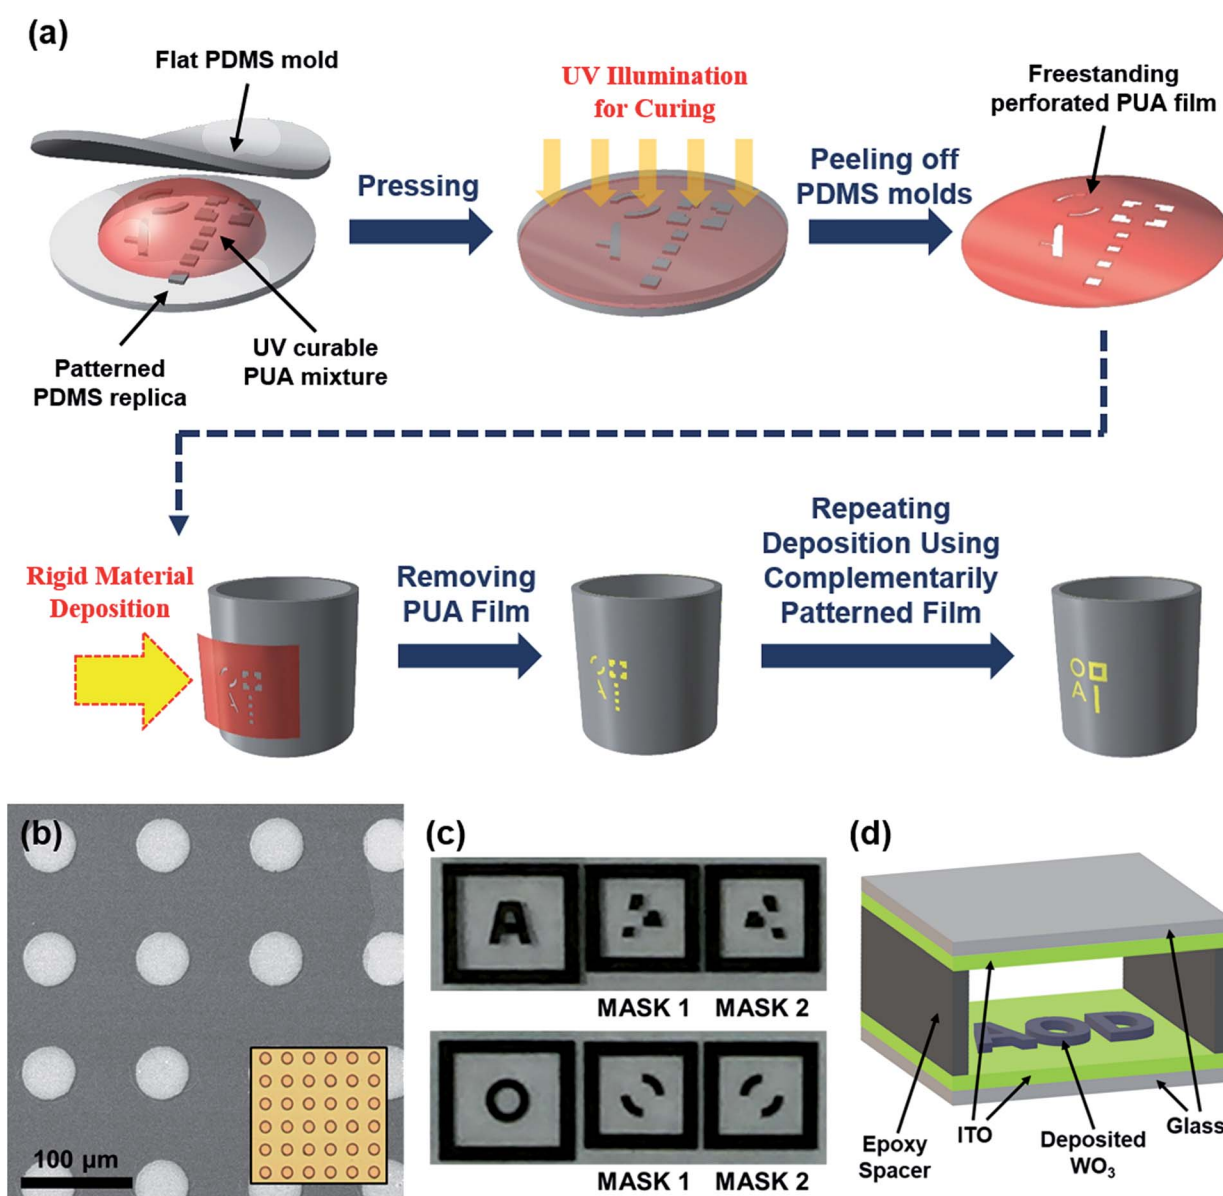 (a)
Flat PDMS mold
UV Illumination
for Curing
Freestanding
perforated PUA film
Pressing
Peeling off
PDMS molds
Patterned
PDMS replica
UV curable
PUA mixture
Rigid Material
Deposition
Removing
PUA Film
Repeating
Deposition Using
Complementarily
Patterned Film
A
A
O
A
(b)
100 µm
(c)
A
MASK 1 MASK 2
O
MASK 1 MASK 2
(d)
AOD
Epoxy
Spacer
ITO
Deposited
WO₃
Glass